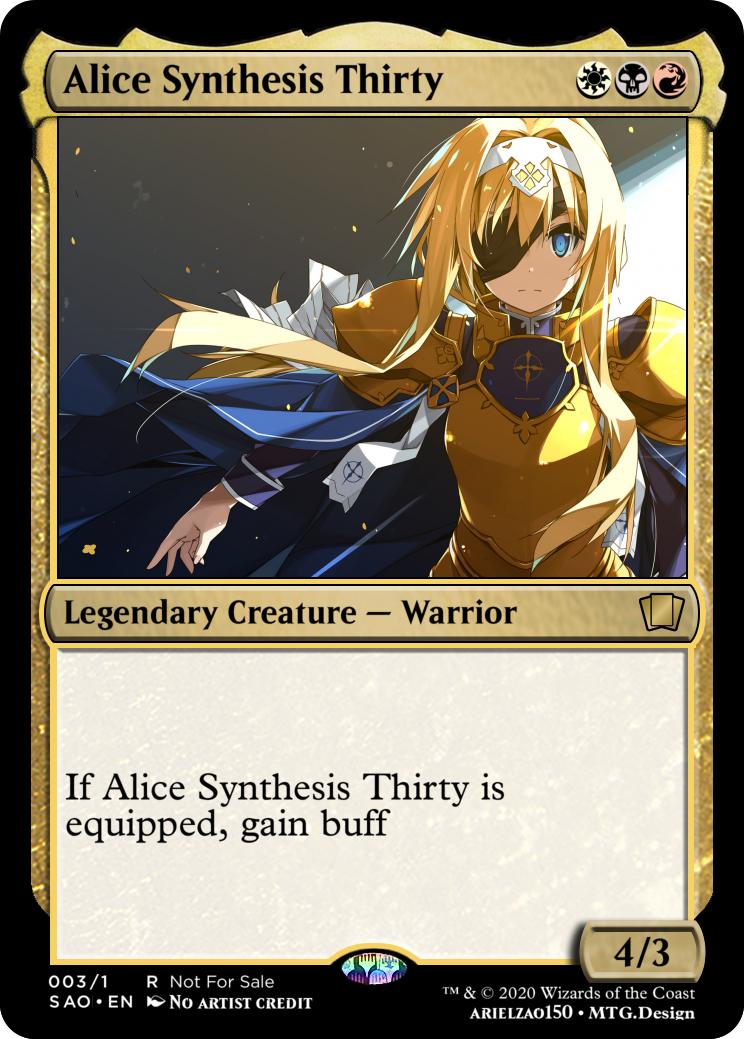 Alice Synthesis Thirty
Legendary Creature — Warrior
If Alice Synthesis Thirty is
equipped, gain buff
4/3
003/1 R Not For Sale
SAO • EN No ARTIST CREDIT
™ & © 2020 Wizards of the Coast
ARIELZAO150 • MTG.Design